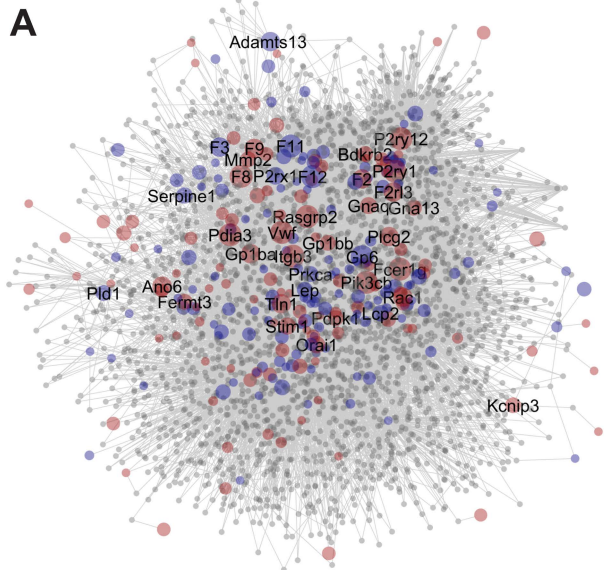 A
Adamts13
F3 F9 F11
P2ry12
Mmp2
Bdkrb2
F8 P2rx1 F12
F2 P2ry1
F2rl3
Serpine1
Gnaq Gna13
Rasgrp2
Pdia3 Vwf
Plcg2
Gp1bb
Gp1ba Itgb3
Gp6
Fcer1g
Prkca
Pik3cb
Ano6
Pld1
Lep
Rac1
Fermt3
Tln1
Pdpk1 Lcp2
Stim1
Orai1
Kcnip3